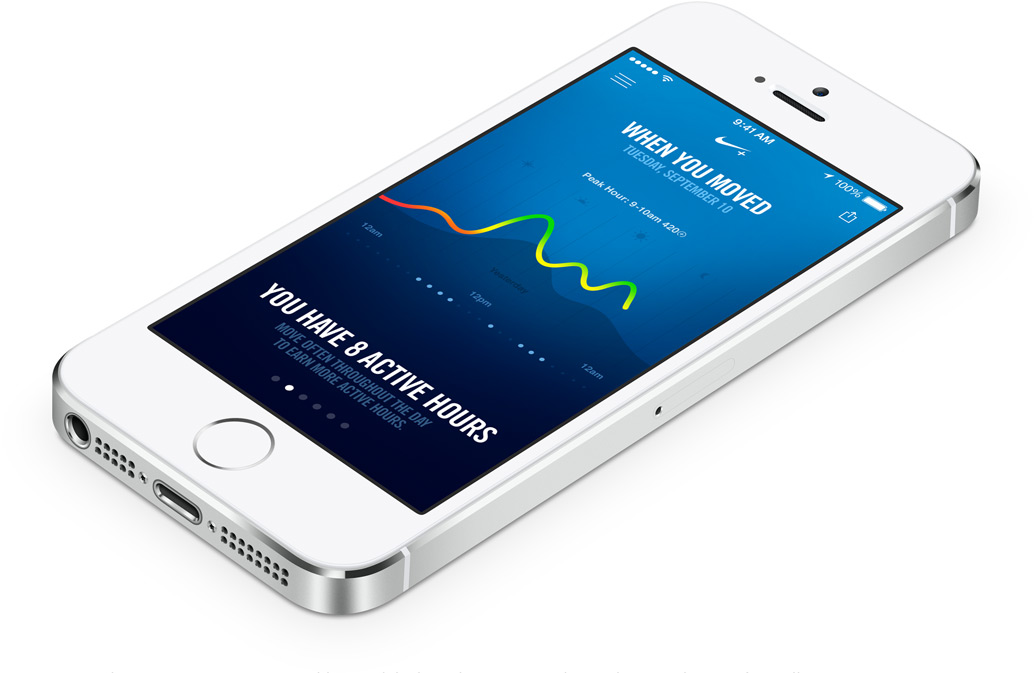 9:41 AM
100%
WHEN YOU MOVED
TUESDAY, SEPTEMBER 10
Peak Hour: 9-10am 420
12am
Yesterday
12pm
12am
YOU HAVE 8 ACTIVE HOURS
MOVE OFTEN THROUGHOUT THE DAY
TO EARN MORE ACTIVE HOURS.